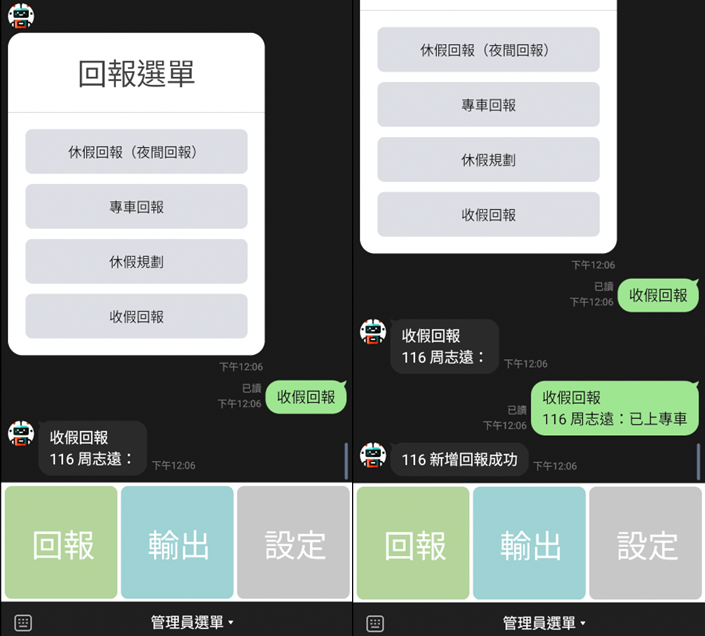 回報選單
休假回報（夜間回報）
專車回報
休假規劃
收假回報
下午12:06
已讀
下午12:06
收假回報
收假回報
116 周志遠：
下午12:06
回報
輸出
設定
管理員選單
休假回報（夜間回報）
專車回報
休假規劃
收假回報
下午12:06
已讀
下午12:06
收假回報
收假回報
116 周志遠：
下午12:06
已讀
下午12:06
收假回報
116 周志遠：已上專車
116 新增回報成功
下午12:06
回報
輸出
設定
管理員選單